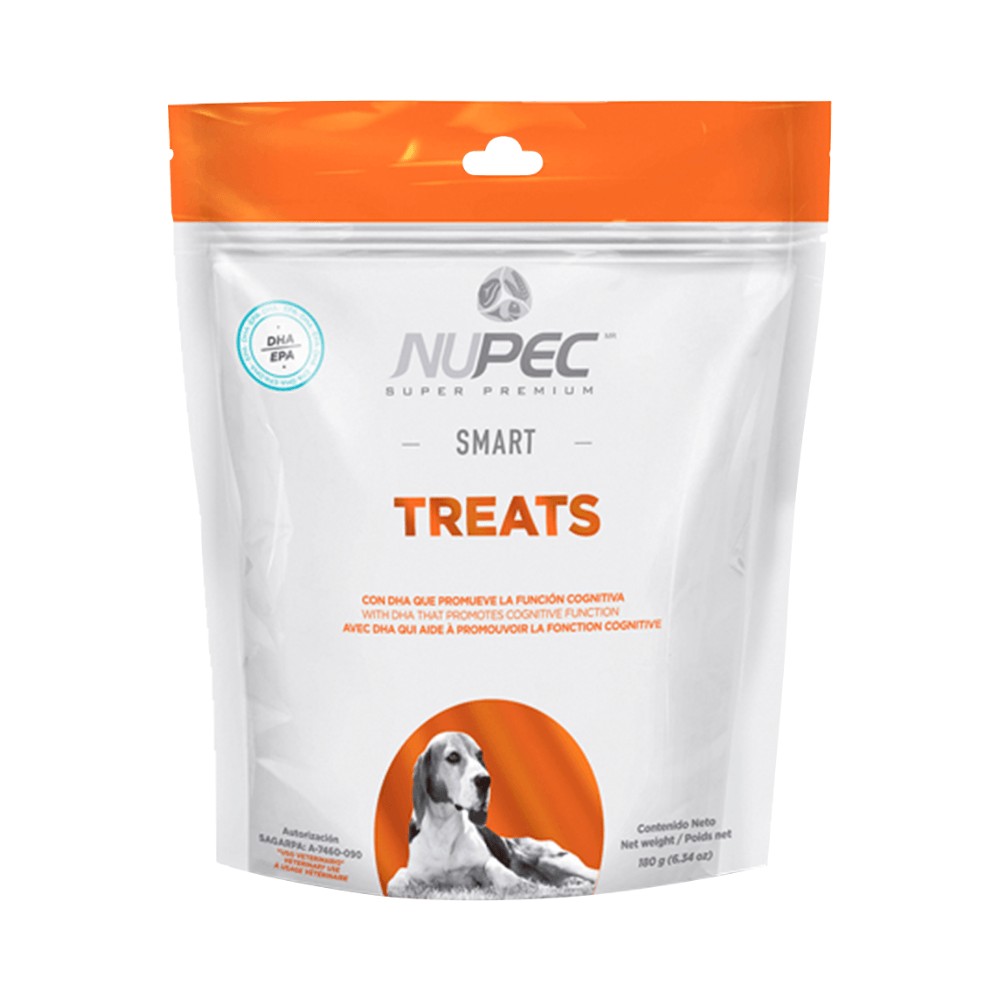 DHA
EPA
NUPEC MR
SUPER PREMIUM
SMART
TREATS
CON DHA QUE PROMUEVE LA FUNCIÓN COGNITIVA
WITH DHA THAT PROMOTES COGNITIVE FUNCTION
AVEC DHA QUI AIDE À PROMOUVOIR LA FONCTION COGNITIVE
Autorización
SAGARPA: A-7460-090
"USO VETERINARIO"
VETERINARY USE
A USAGE VÉTÉRINAIRE
Contenido Neto
Net weight / Poids net
180 g (6.34 oz)